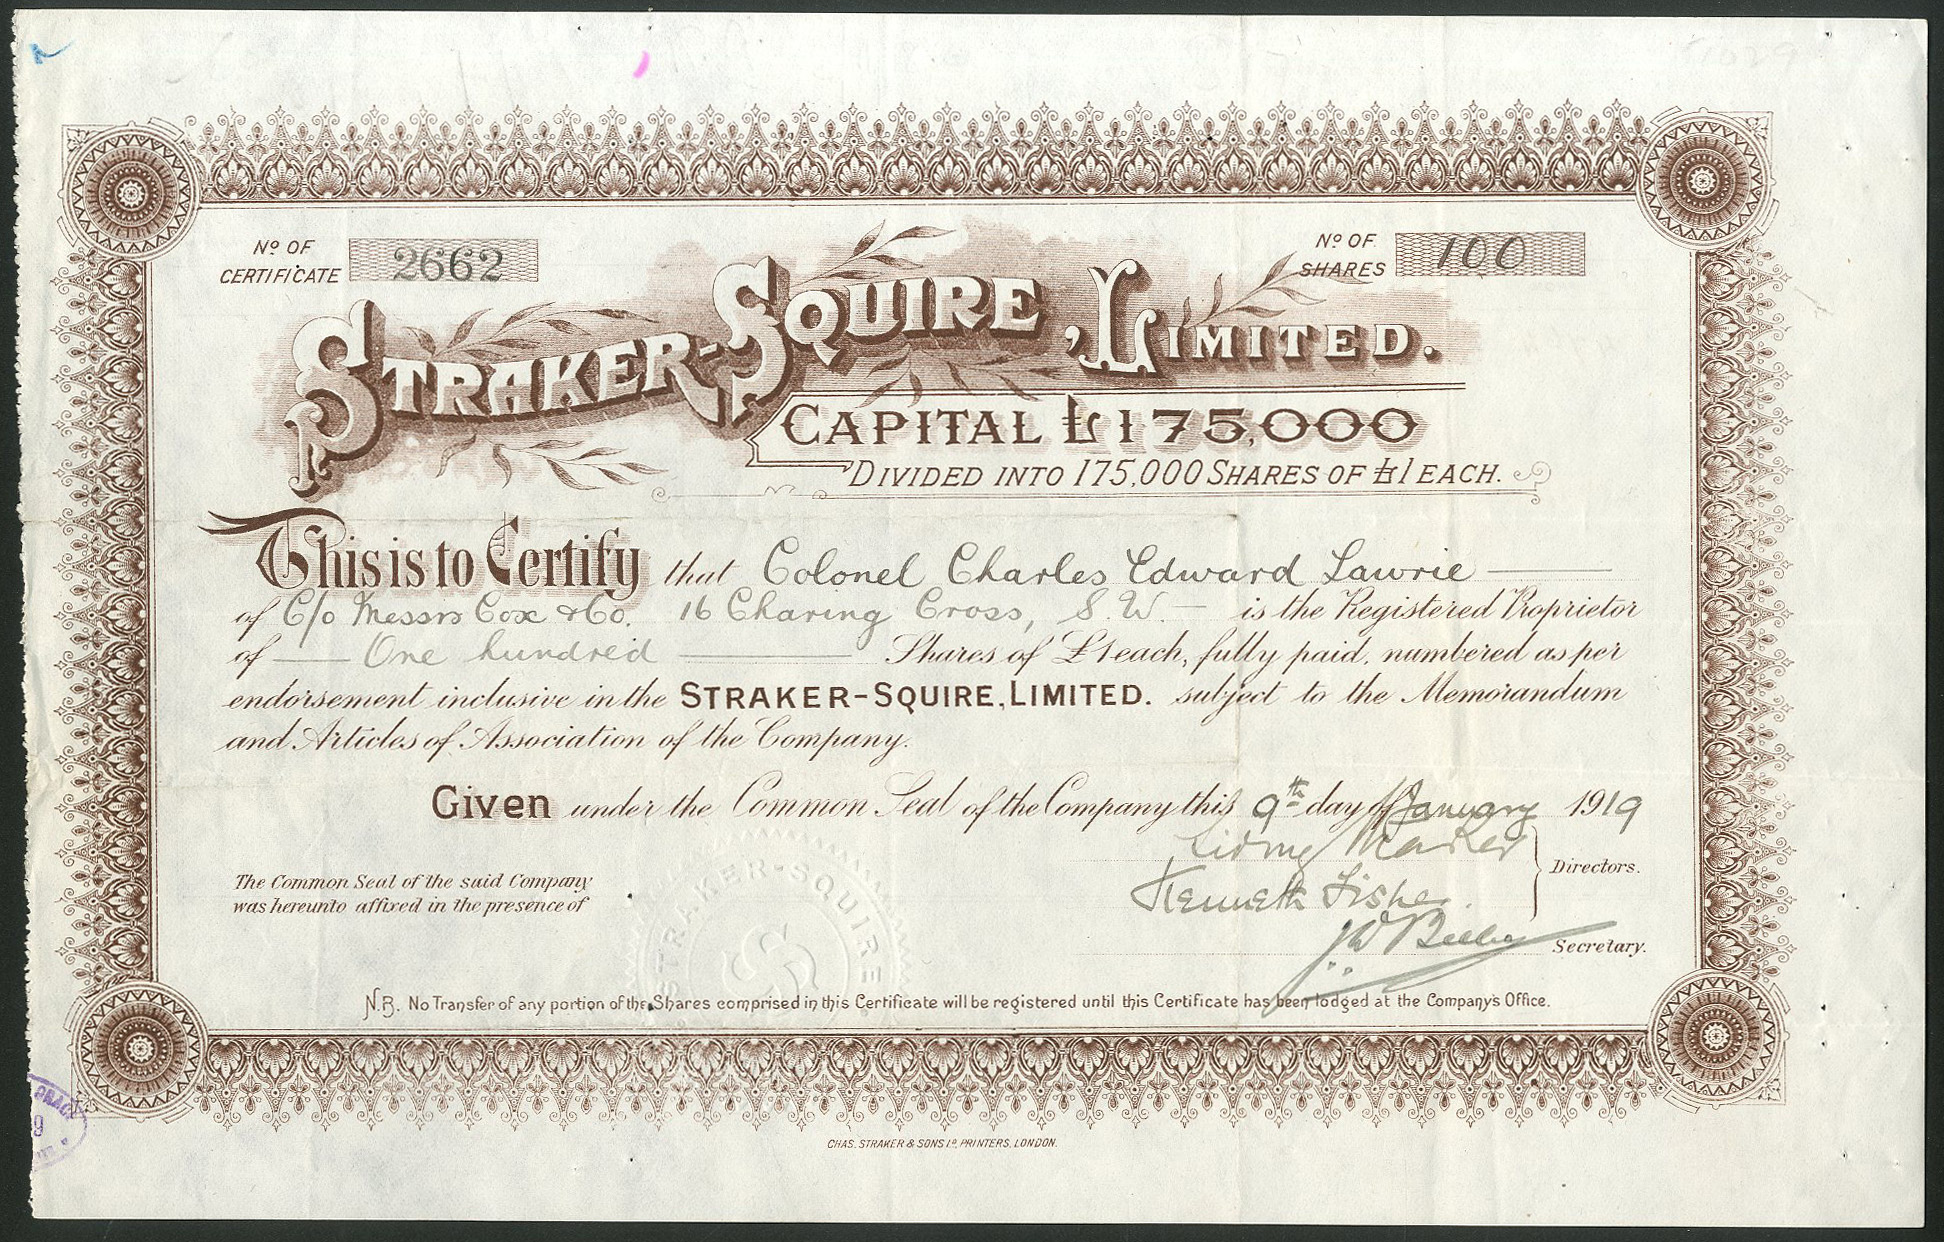 Nº OF CERTIFICATE 2662
Nº OF SHARES 100
STRAKER-SQUIRE, LIMITED.
CAPITAL £175,000
DIVIDED INTO 175,000 SHARES OF £1 EACH.
This is to Certify that Colonel Charles Edward Lawrie
of C/o Messrs Cox & Co. 16 Charing Cross, S.W. is the Registered Proprietor
of One hundred Shares of £1 each, fully paid, numbered as per
endorsement inclusive in the STRAKER-SQUIRE, LIMITED. subject to the Memorandum
and Articles of Association of the Company.
Given under the Common Seal of the Company this 9th day of January 1919
The Common Seal of the said Company
was hereunto affixed in the presence of
Kenneth Fisher
Directors.
Secretary.
STRAKER-SQUIRE
N.B. No Transfer of any portion of the Shares comprised in this Certificate will be registered until this Certificate has been lodged at the Company's Office.
CHAS. STRAKER & SONS Lᴰ, PRINTERS, LONDON.